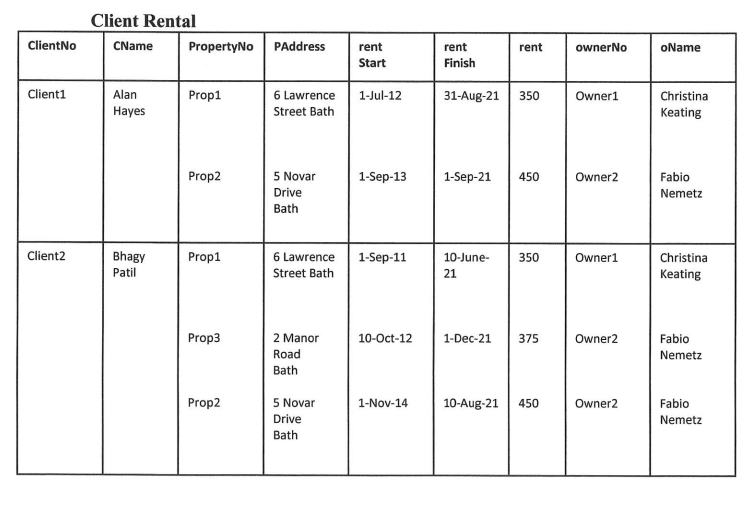 Client Rental
ClientNo CName PropertyNo PAddress rent Start rent Finish rent ownerNo oName
Client1 Alan Hayes Prop1 6 Lawrence Street Bath 1-Jul-12 31-Aug-21 350 Owner1 Christina Keating
Prop2 5 Novar Drive Bath 1-Sep-13 1-Sep-21 450 Owner2 Fabio Nemetz
Client2 Bhagy Patil Prop1 6 Lawrence Street Bath 1-Sep-11 10-June-21 350 Owner1 Christina Keating
Prop3 2 Manor Road Bath 10-Oct-12 1-Dec-21 375 Owner2 Fabio Nemetz
Prop2 5 Novar Drive Bath 1-Nov-14 10-Aug-21 450 Owner2 Fabio Nemetz